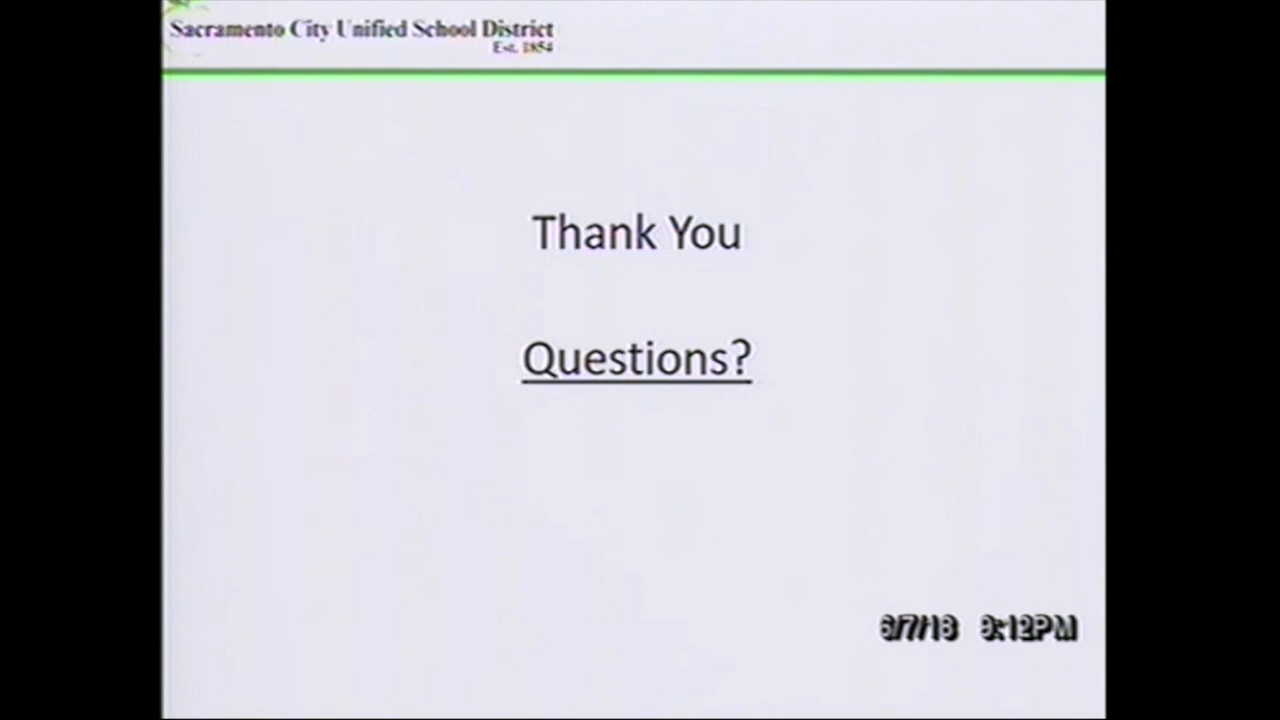 Sacramento City Unified School District
Est. 1854
Thank You
Questions?
6/7/18 9:12PM